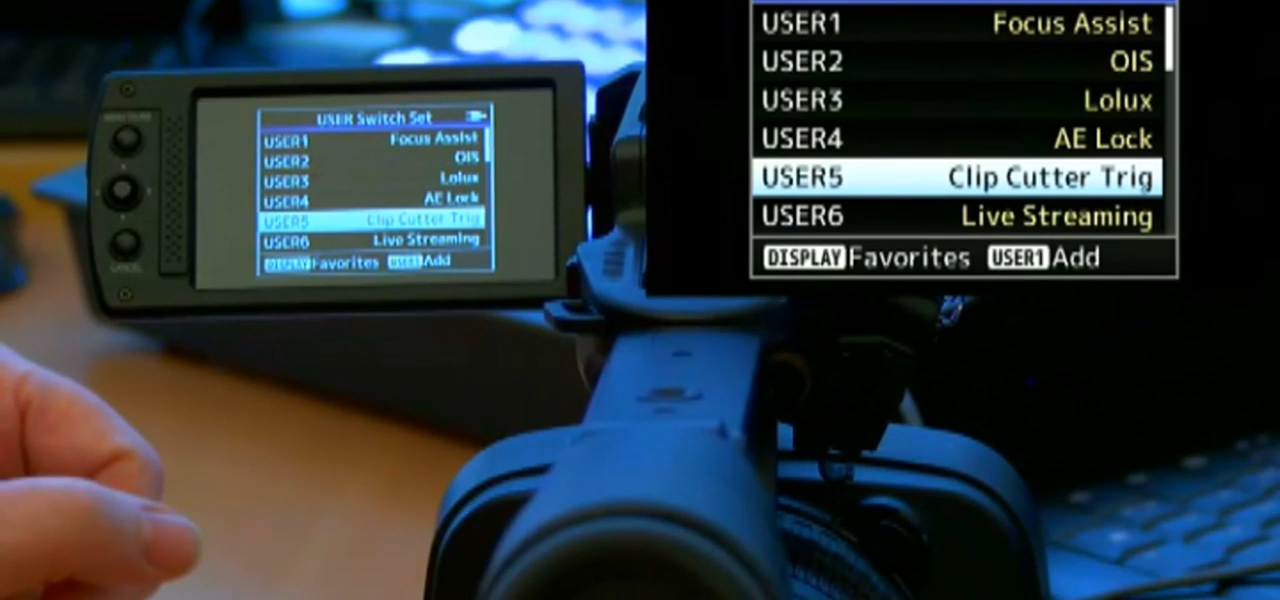 USER Switch Set
USER1 Focus Assist
USER2 OIS
USER3 Lolux
USER4 AE Lock
USER5 Clip Cutter Trig
USER6 Live Streaming
DISPLAY Favorites USER1 Add
CANCEL
USER1 Focus Assist
USER2 OIS
USER3 Lolux
USER4 AE Lock
USER5 Clip Cutter Trig
USER6 Live Streaming
DISPLAY Favorites USER1 Add